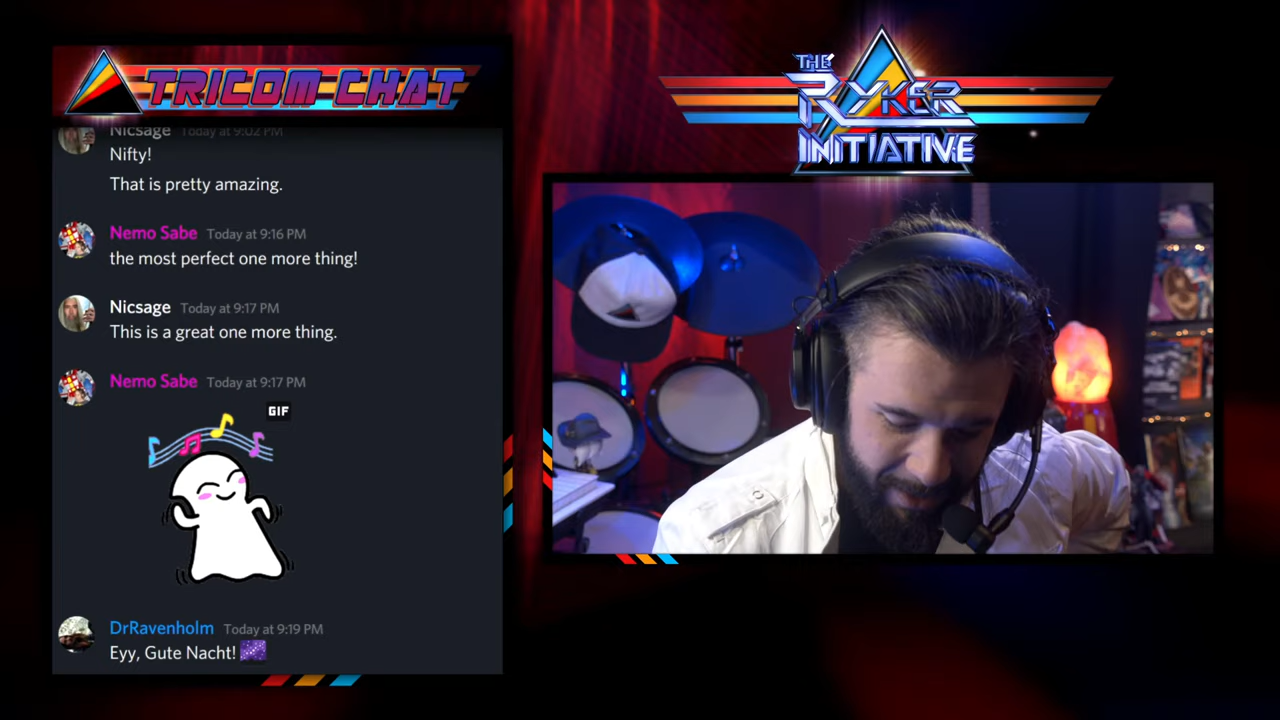 TRICOM CHAT
Nicsage Today at 9:02 PM
Nifty!
That is pretty amazing.
Nemo Sabe Today at 9:16 PM
the most perfect one more thing!
Nicsage Today at 9:17 PM
This is a great one more thing.
Nemo Sabe Today at 9:17 PM
GIF
DrRavenholm Today at 9:19 PM
Eyy, Gute Nacht!
THE
RYKER
INITIATIVE